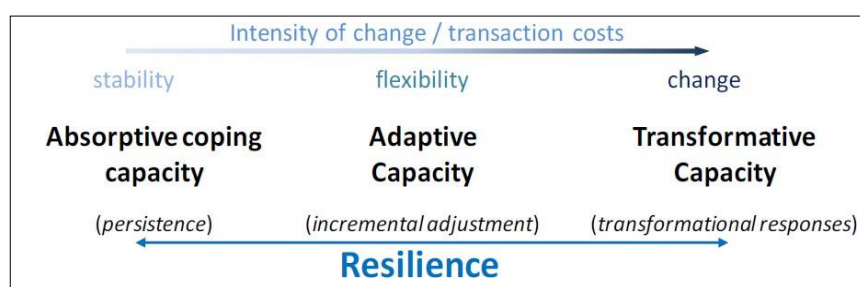 Intensity of change / transaction costs
stability flexibility change
Absorptive coping capacity
Adaptive Capacity
Transformative Capacity
(persistence) (incremental adjustment) (transformational responses)
Resilience